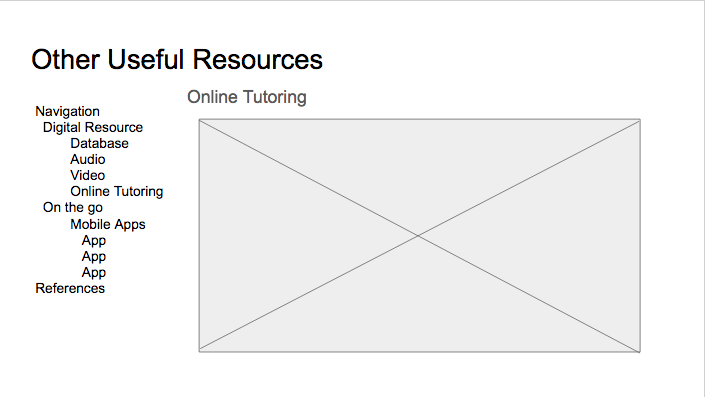 Other Useful Resources
Online Tutoring
Navigation
Digital Resource
Database
Audio
Video
Online Tutoring
On the go
Mobile Apps
App
App
App
References